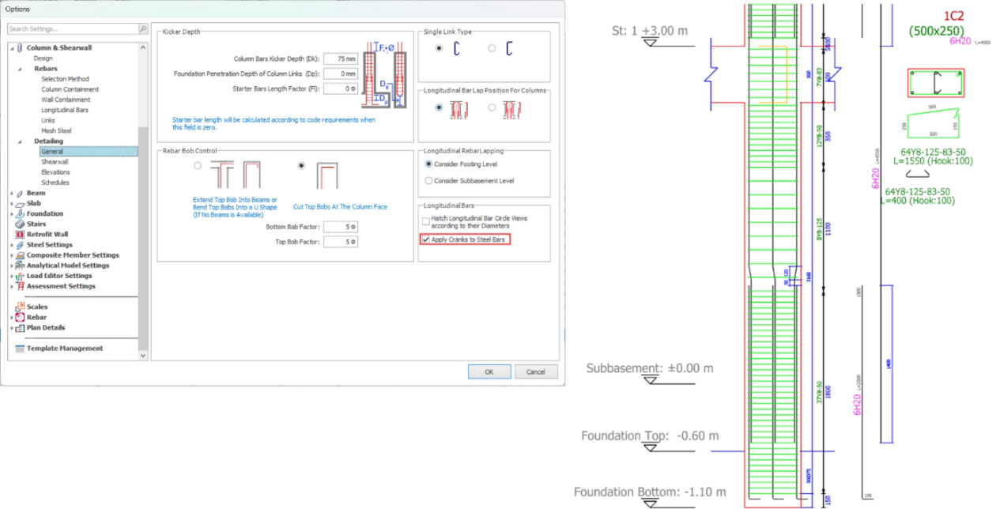 Options
Search Settings...
Column & Shearwall
Design
Rebars
Selection Method
Column Containment
Wall Containment
Longitudinal Bars
Links
Mesh Steel
Detailing
General
Shearwall
Elevations
Schedules
Beam
Slab
Foundation
Stairs
Retrofit Wall
Steel Settings
Composite Member Settings
Analytical Model Settings
Load Editor Settings
Assessment Settings
Scales
Rebar
Plan Details
Template Management
Kicker Depth
Column Bars Kicker Depth (Dk): 75 mm
Foundation Penetration Depth of Column Links (Dp): 0 mm
Starter Bars Length Factor (Fl): 0 Φ
Starter bar length will be calculated according to code requirements when
this field is zero.
Rebar Bob Control
Extend Top Bob Into Beams or
Bend Top Bobs Into a U Shape
(If No Beams is Available)
Cut Top Bobs At The Column Face
Bottom Bob Factor: 5 Φ
Top Bob Factor: 5 Φ
Single Link Type
Longitudinal Bar Lap Position For Columns
Longitudinal Rebar Lapping
Consider Footing Level
Consider Subbasement Level
Longitudinal Bars
Hatch Longitudinal Bar Circle Views
according to their Diameters
Apply Cranks to Steel Bars
OK
Cancel
St: 1 +3.00 m
Subbasement: ±0.00 m
Foundation Top: -0.60 m
Foundation Bottom: -1.10 m
7Y8-83
12Y8-50
550
8Y8-125
1100
120
50
3180
37Y8-50
1800
150
6H20
1400
6H20
100
1C2
(500x250)
6H20
500
250
150
500
64Y8-125-83-50
L=1550 (Hook:100)
64Y8-125-83-50
L=400 (Hook:100)